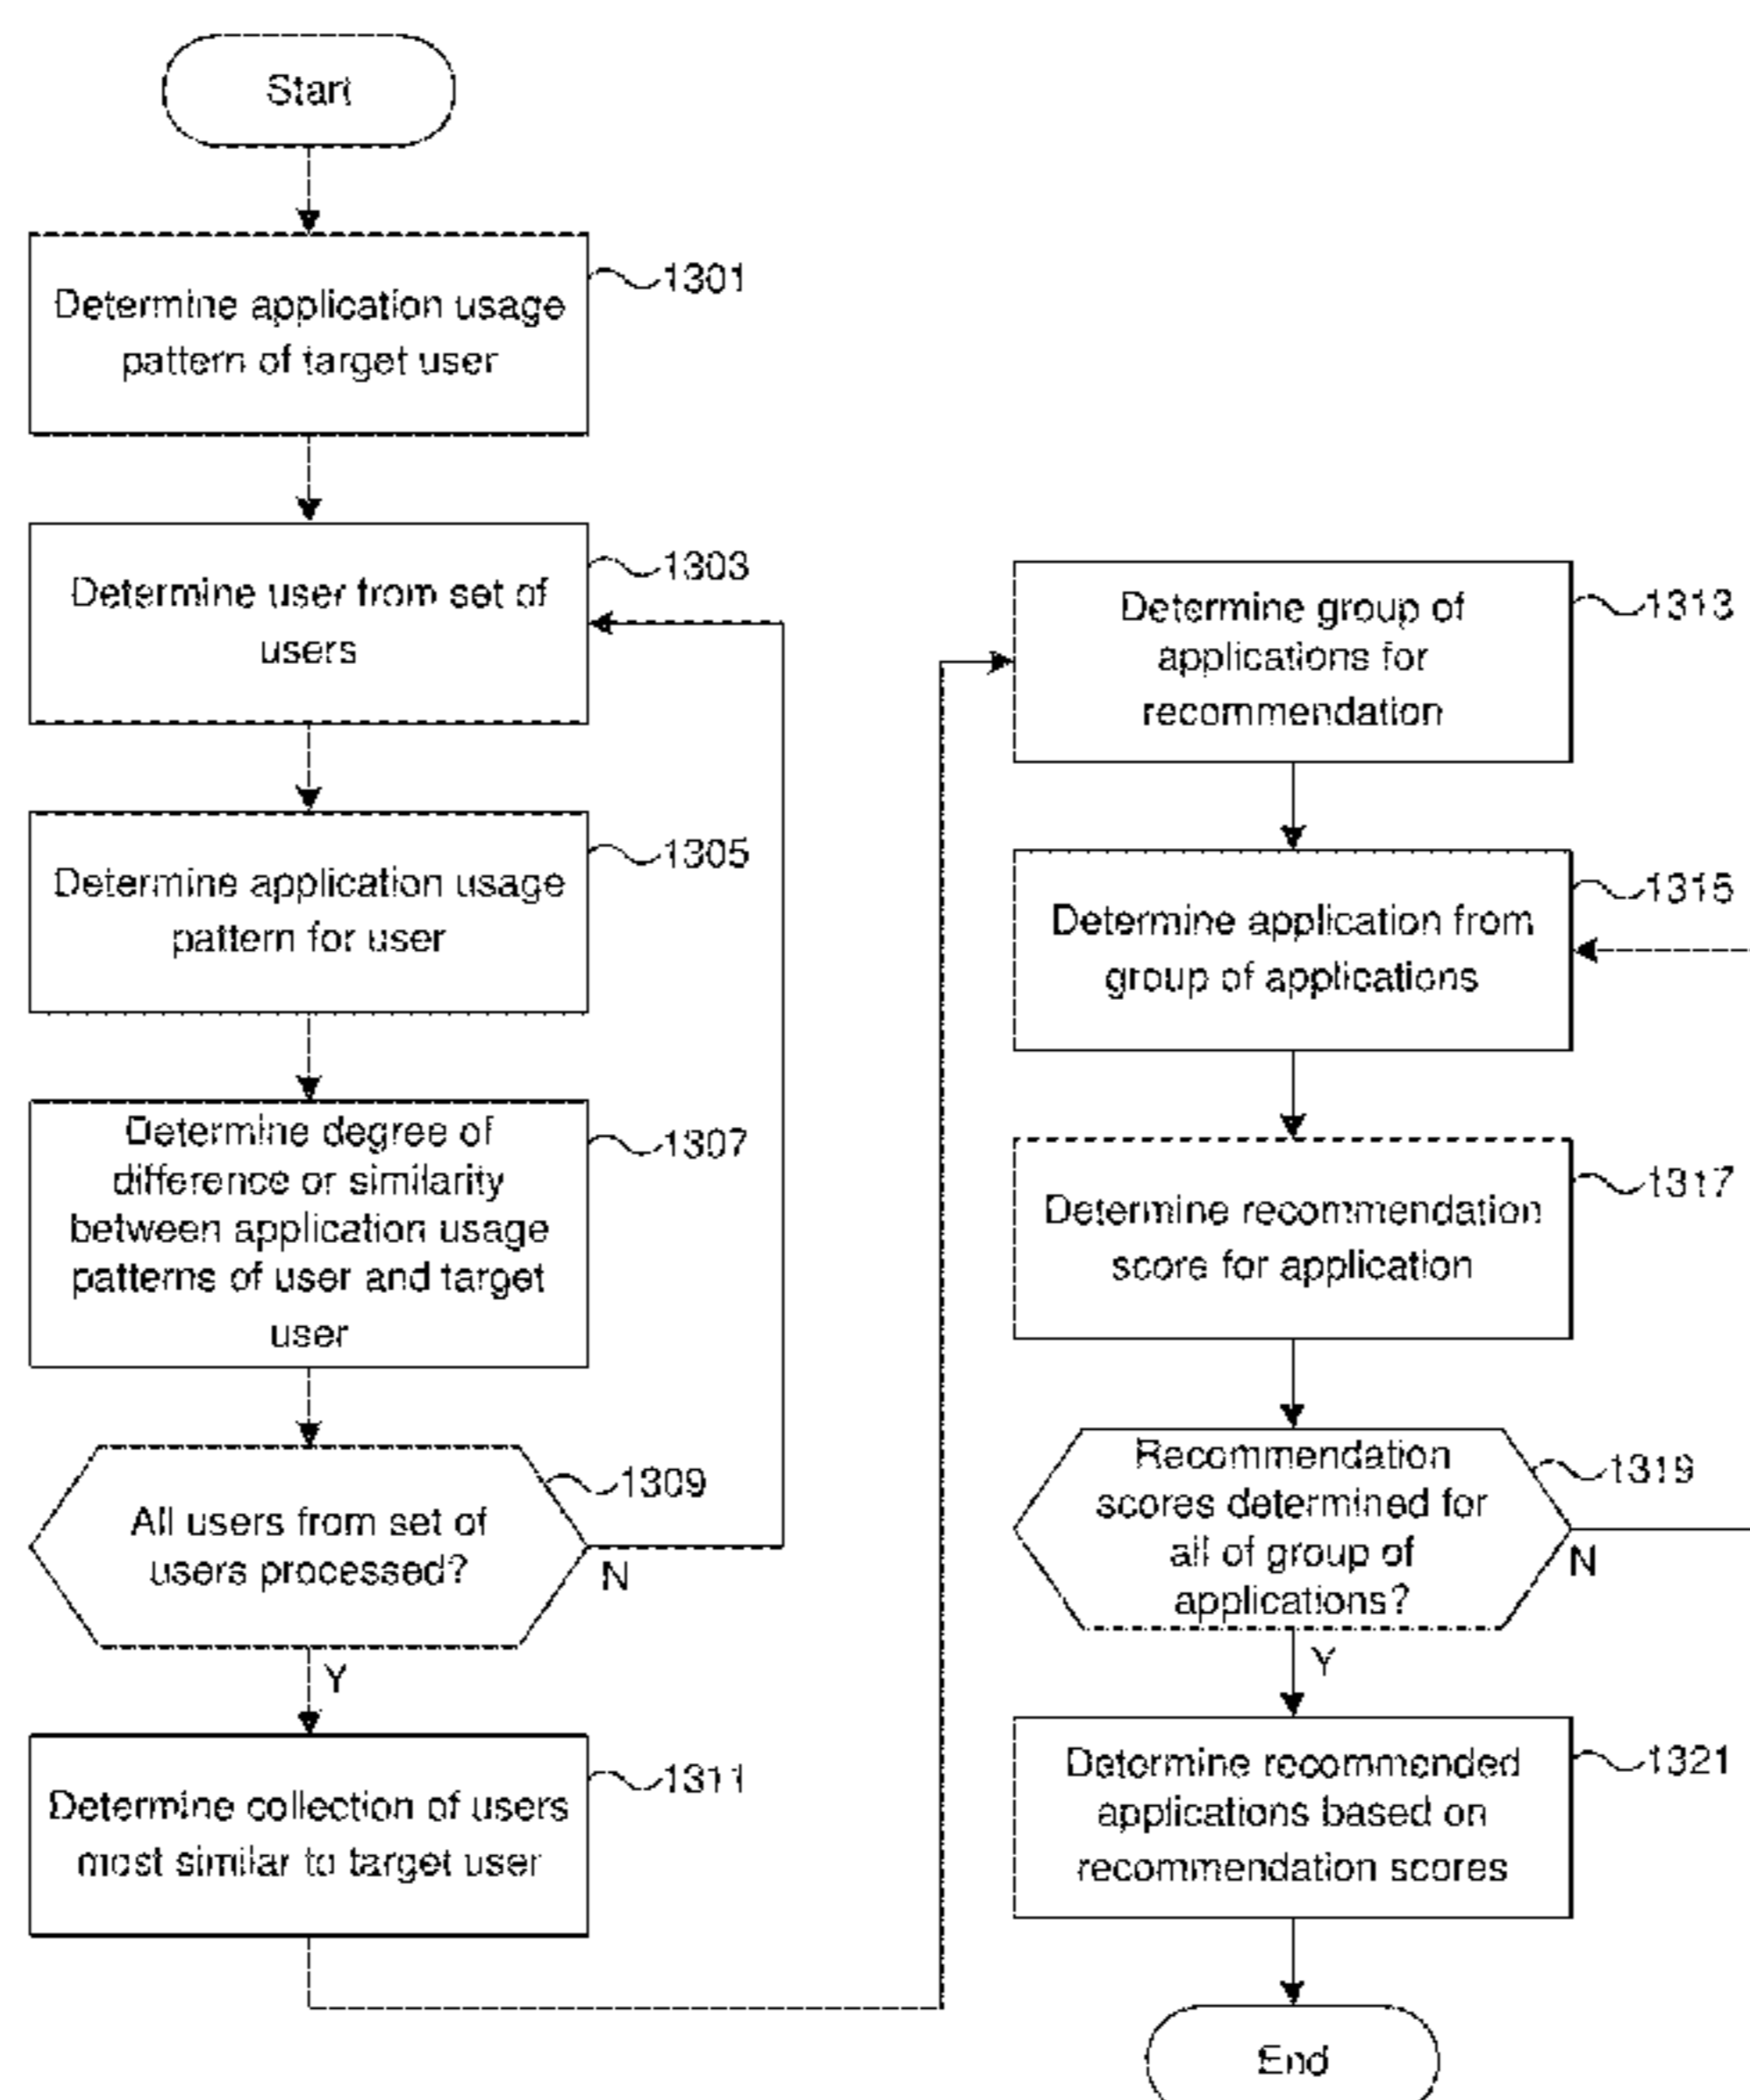 Start
Determine application usage
pattern of target user
1301
Determine user from set of
users
1303
Determine application usage
pattern for user
1305
Determine degree of
difference or similarity
between application usage
patterns of user and target
user
1307
All users from set of
users processed?
1309
N
Y
Determine collection of users
most similar to target user
1311
Determine group of
applications for
recommendation
1313
Determine application from
group of applications
1315
Determine recommendation
score for application
1317
Recommendation
scores determined for
all of group of
applications?
1319
N
Y
Determine recommended
applications based on
recommendation scores
1321
End